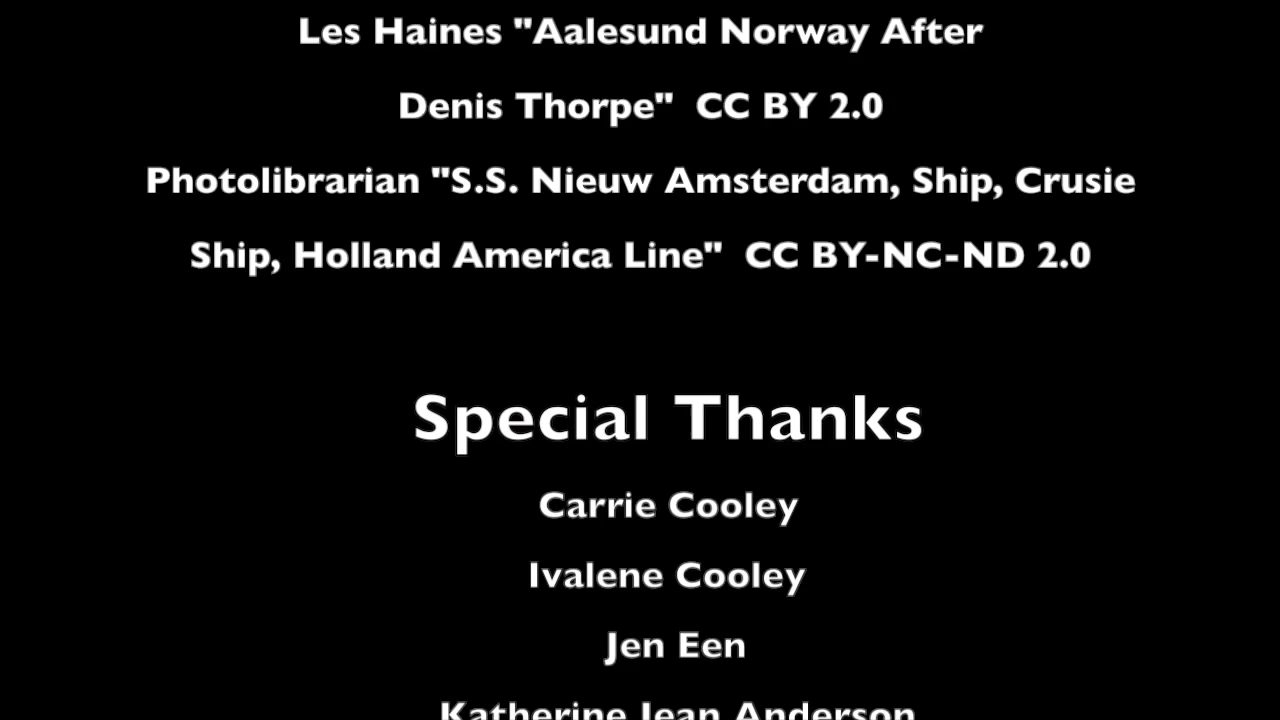 Les Haines "Aalesund Norway After
Denis Thorpe"  CC BY 2.0
Photolibrarian "S.S. Nieuw Amsterdam, Ship, Crusie
Ship, Holland America Line"  CC BY-NC-ND 2.0
Special Thanks
Carrie Cooley
Ivalene Cooley
Jen Een
Katherine Jean Anderson